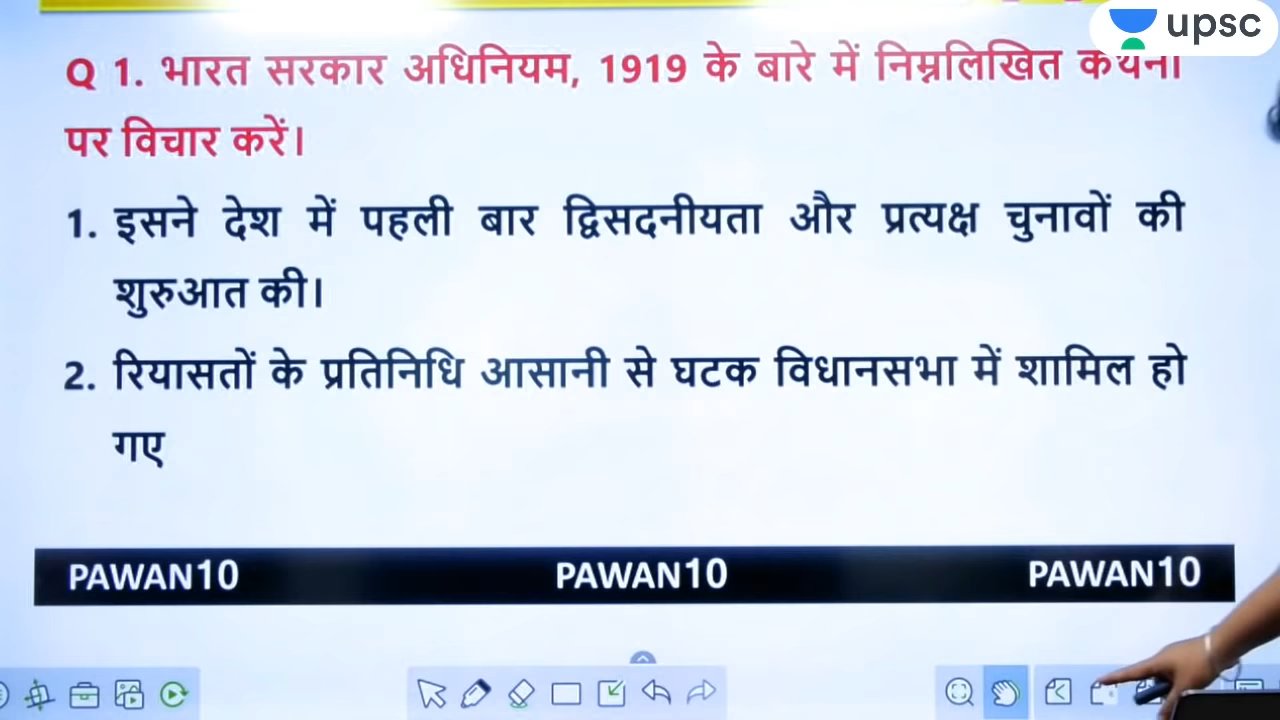 upsc
Q 1. भारत सरकार अधिनियम, 1919 के बारे में निम्नलिखित कथनों
पर विचार करें।
1. इसने देश में पहली बार द्विसदनीयता और प्रत्यक्ष चुनावों की
शुरुआत की।
2. रियासतों के प्रतिनिधि आसानी से घटक विधानसभा में शामिल हो
गए
PAWAN10 PAWAN10 PAWAN10